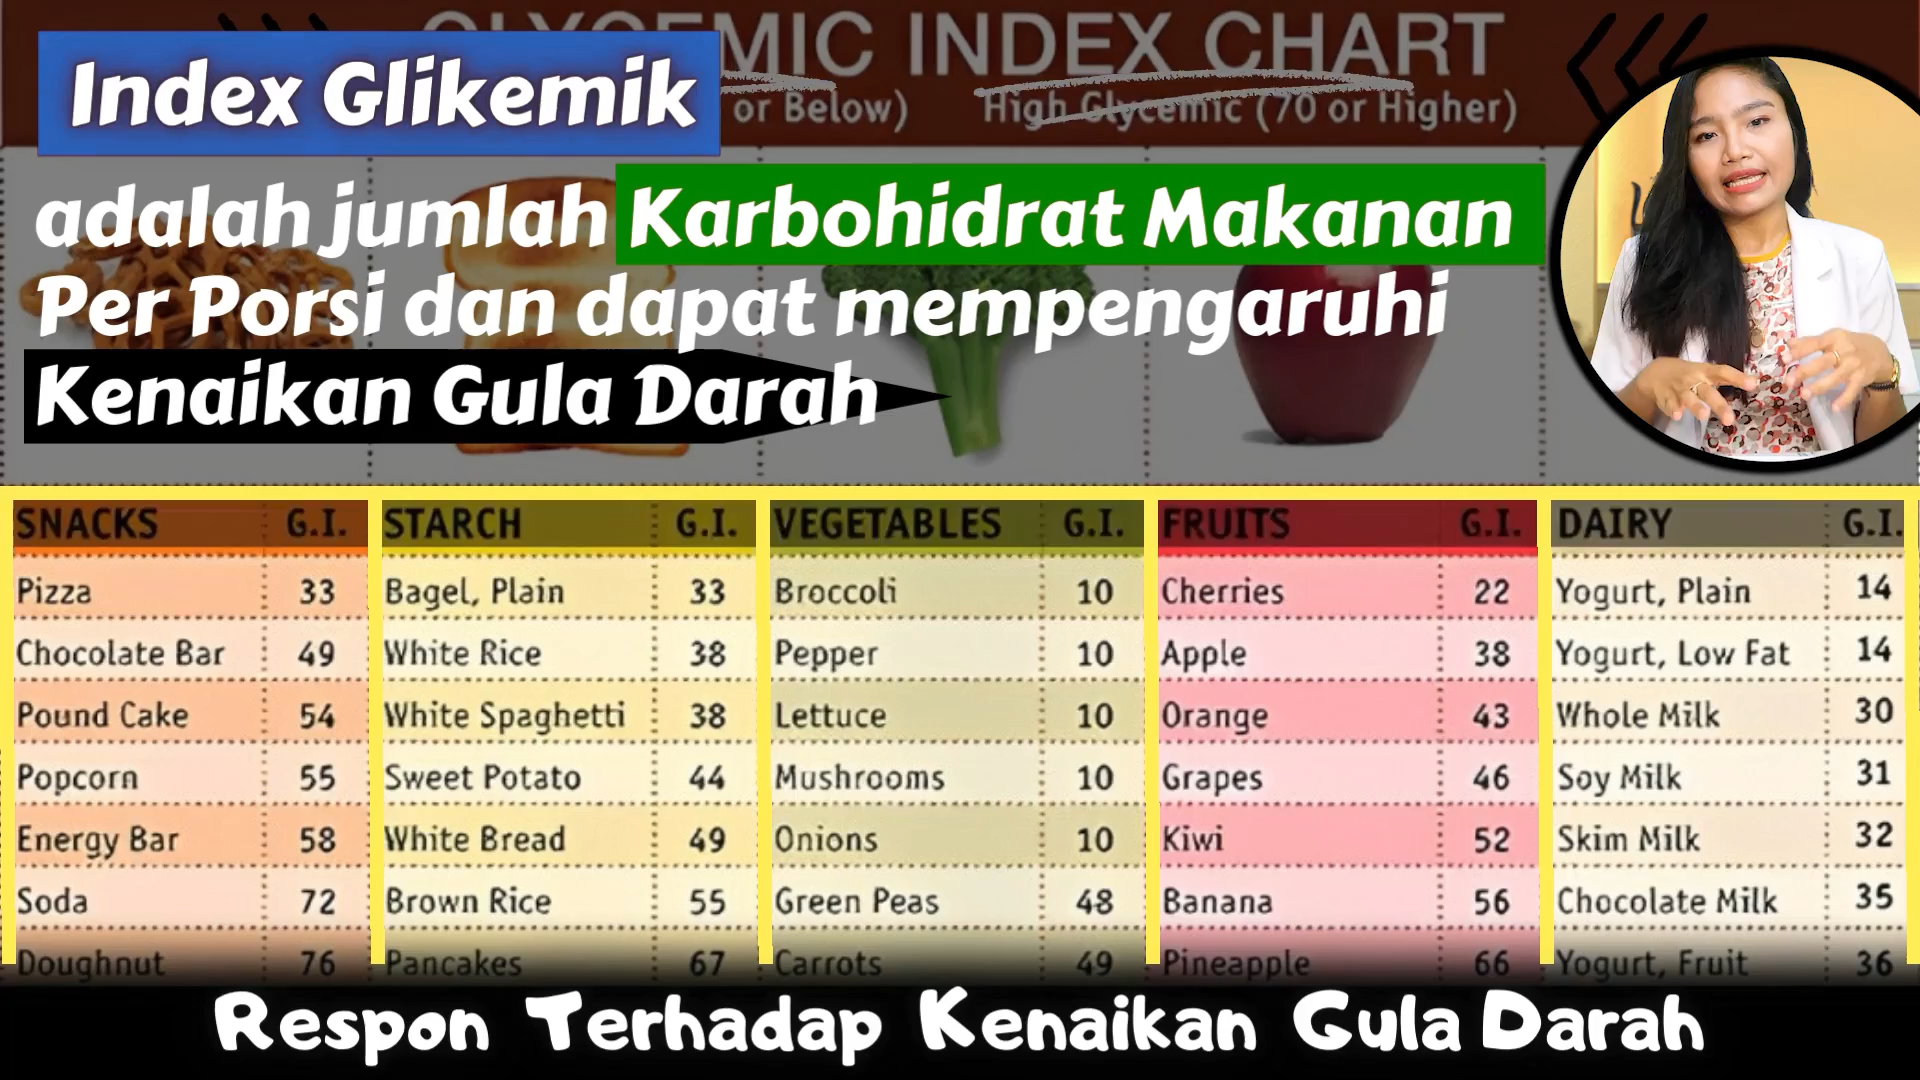 INDEX CHART
or Below) High Glycemic (70 or Higher)
Index Glikemik
adalah jumlah Karbohidrat Makanan
Per Porsi dan dapat mempengaruhi
Kenaikan Gula Darah
SNACKS G.I. STARCH G.I. VEGETABLES G.I. FRUITS G.I. DAIRY G.I.
Pizza 33 Bagel, Plain 33 Broccoli 10 Cherries 22 Yogurt, Plain 14
Chocolate Bar 49 White Rice 38 Pepper 10 Apple 38 Yogurt, Low Fat 14
Pound Cake 54 White Spaghetti 38 Lettuce 10 Orange 43 Whole Milk 30
Popcorn 55 Sweet Potato 44 Mushrooms 10 Grapes 46 Soy Milk 31
Energy Bar 58 White Bread 49 Onions 10 Kiwi 52 Skim Milk 32
Soda 72 Brown Rice 55 Green Peas 48 Banana 56 Chocolate Milk 35
Doughnut 76 Pancakes 67 Carrots 49 Pineapple 66 Yogurt, Fruit 36
Respon Terhadap Kenaikan Gula Darah